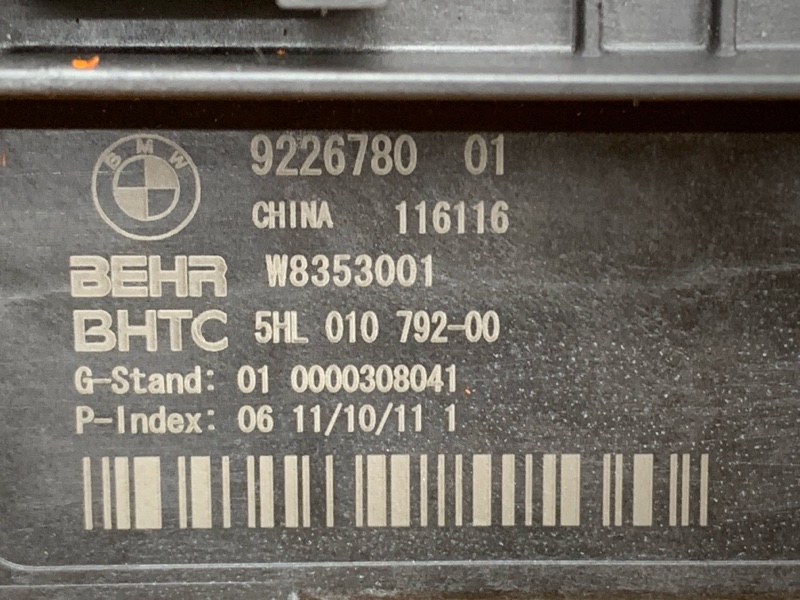 BMW
9226780 01
CHINA 116116
BEHR W8353001
BHTC 5HL 010 792-00
G-Stand: 01 0000308041
P-Index: 06 11/10/11 1